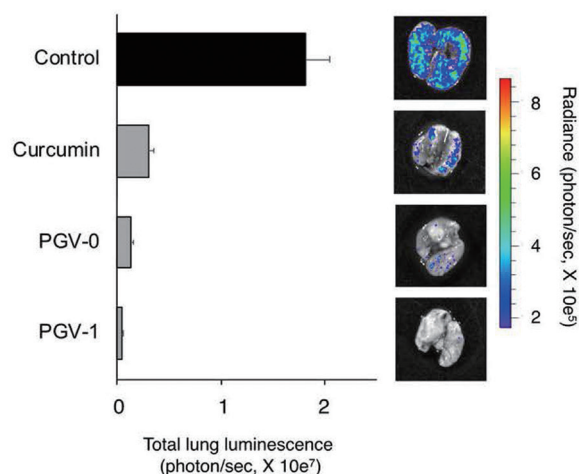 Control
Curcumin
PGV-0
PGV-1
0 1 2
Total lung luminescence
(photon/sec, X 10e⁷)
8
6
4
2
Radiance (photon/sec, X 10e⁵)